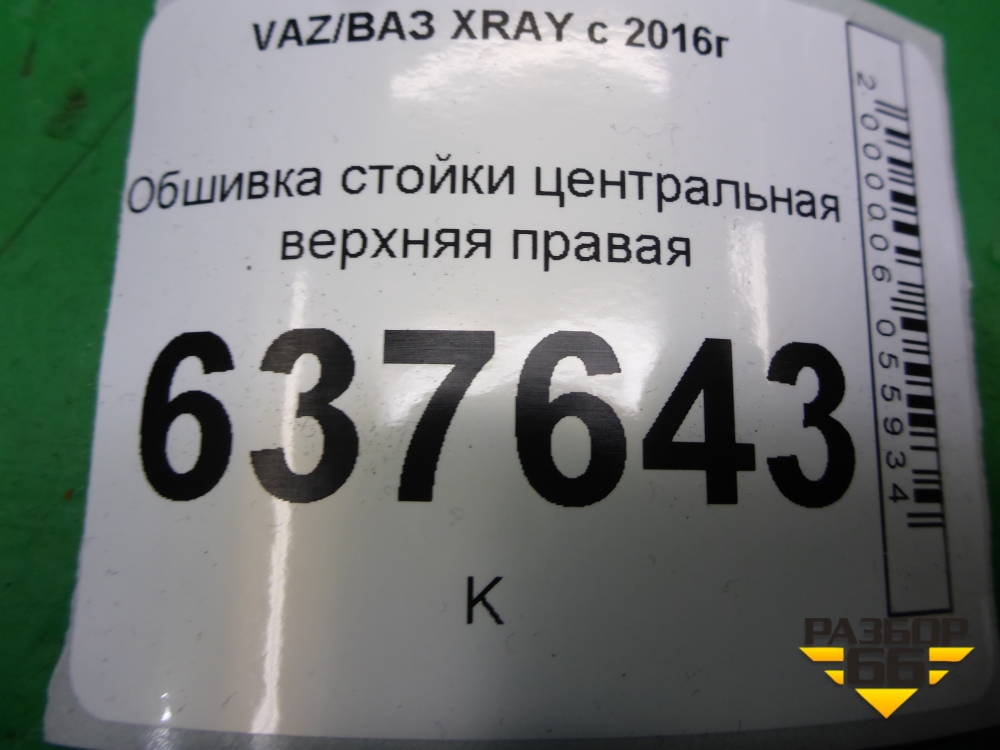 VAZ/ВАЗ XRAY с 2016г
Обшивка стойки центральная
верхняя правая
637643
К
2000006055934
РАЗБОР
66